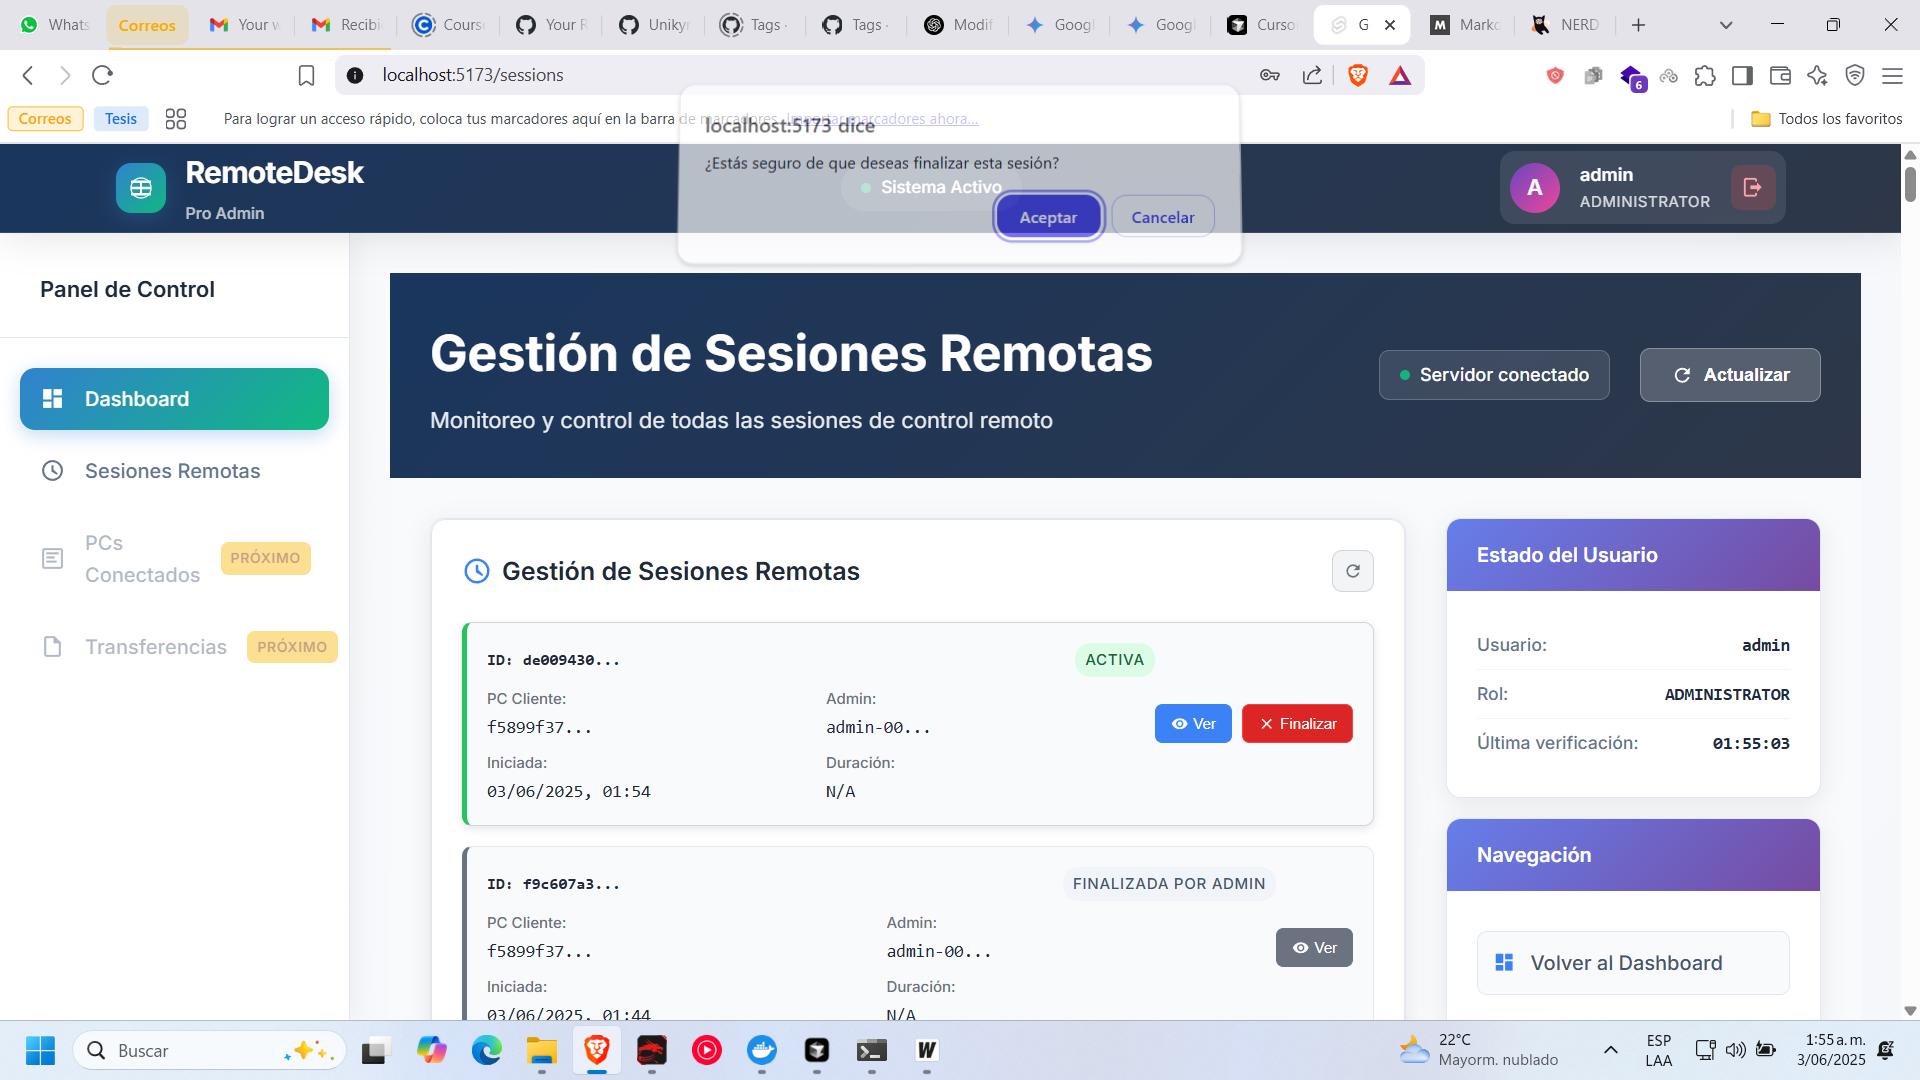 Whats
Correos
Your w
Recibi
Cours
Your R
Unikyr
Tags ·
Tags ·
Modif
Googl
Googl
Curso
G
Marko
NERD
localhost:5173/sessions
6
Correos
Tesis
Para lograr un acceso rápido, coloca tus marcadores aquí en la barra de marcadores. Importar marcadores ahora...
Todos los favoritos
localhost:5173 dice
¿Estás seguro de que deseas finalizar esta sesión?
Aceptar
Cancelar
RemoteDesk
Pro Admin
Sistema Activo
A
admin
ADMINISTRATOR
Panel de Control
Dashboard
Sesiones Remotas
PCs
Conectados
PRÓXIMO
Transferencias
PRÓXIMO
Gestión de Sesiones Remotas
Monitoreo y control de todas las sesiones de control remoto
Servidor conectado
Actualizar
Gestión de Sesiones Remotas
ID: de009430...
ACTIVA
PC Cliente:
f5899f37...
Admin:
admin-00...
Iniciada:
03/06/2025, 01:54
Duración:
N/A
Ver
Finalizar
ID: f9c607a3...
FINALIZADA POR ADMIN
PC Cliente:
f5899f37...
Admin:
admin-00...
Iniciada:
03/06/2025, 01:44
Duración:
N/A
Ver
Estado del Usuario
Usuario:
admin
Rol:
ADMINISTRATOR
Última verificación:
01:55:03
Navegación
Volver al Dashboard
Buscar
W
22°C
Mayorm. nublado
ESP
LAA
1:55 a. m.
3/06/2025